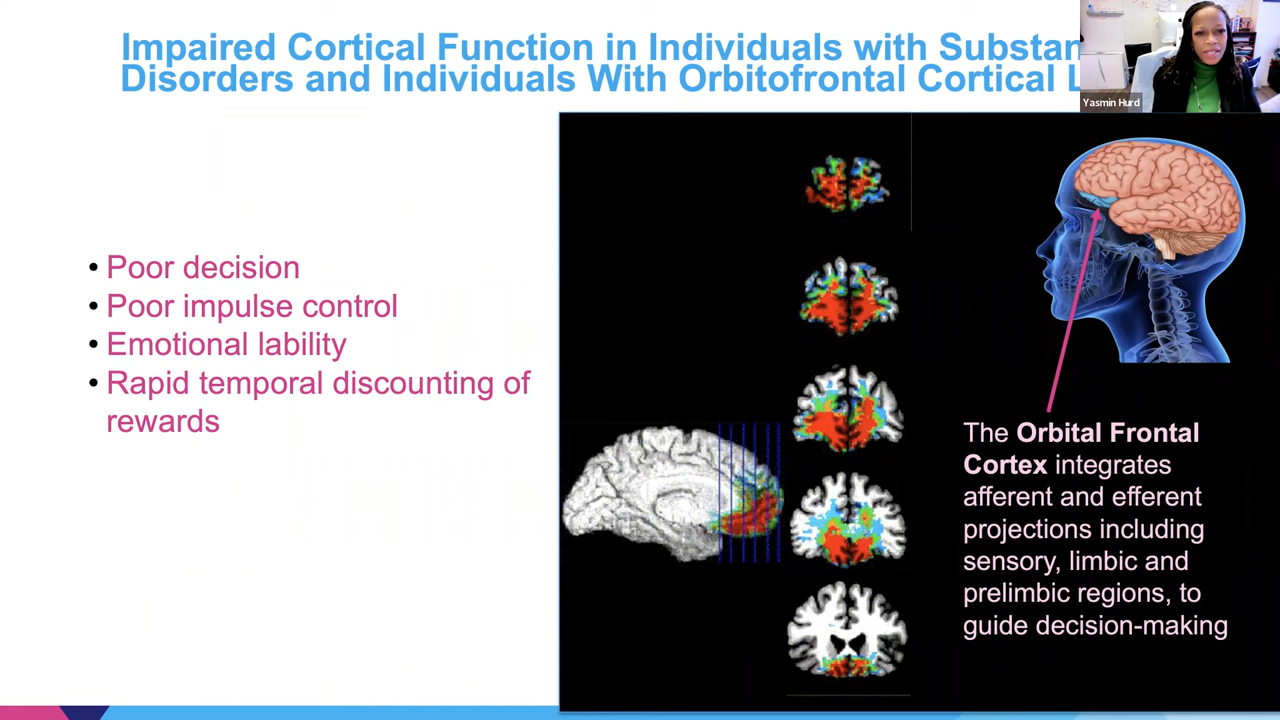 Impaired Cortical Function in Individuals with Substan
Disorders and Individuals With Orbitofrontal Cortical L
Yasmin Hurd
• Poor decision
• Poor impulse control
• Emotional lability
• Rapid temporal discounting of
rewards
The Orbital Frontal
Cortex integrates
afferent and efferent
projections including
sensory, limbic and
prelimbic regions, to
guide decision-making